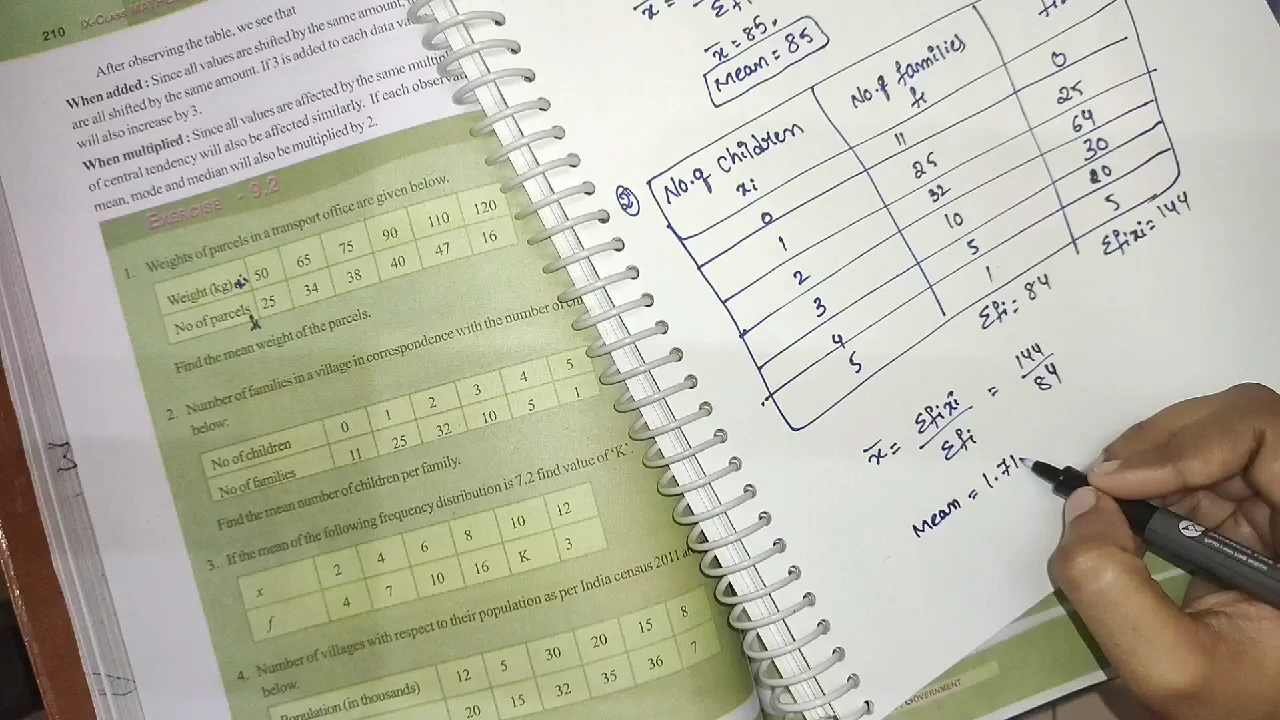 210 IX-CLASS
After observing the table, we see that
When added : Since all values are shifted by the same amount,
are all shifted by the same amount. If 3 is added to each data
will also increase by 3.
When multiplied : Since all values are affected by the same
of central tendency will also be affected similarly. If each
mean, mode and median will also be multiplied by 2.
EXERCISE - 9.2
1. Weights of parcels in a transport office are given below.
Weight (kg) xi 50 65 75 90 110 120
No of parcels 25 34 38 40 47 16
Find the mean weight of the parcels.
2. Number of families in a village in correspondence with the number of
below:
No of children 0 1 2 3 4 5
No of families 11 25 32 10 5 1
Find the mean number of children per family.
3. If the mean of the following frequency distribution is 7.2 find value of 'K'.
x 2 4 6 8 10 12
f 4 7 10 16 K 3
4. Number of villages with respect to their population as per India census 2011
below.
Population (in thousands) 12 5 30 20 15 8
20 15 32 35 36 7
x̄ = 85.
Mean = 85
②
No.of children No.of families
xi fi
0 11 0
1 25 25
2 32 64
3 10 30
4 5 20
5 1 5
Σfi = 84 Σfixi = 144
x̄ = Σfixi / Σfi = 144 / 84
Mean = 1.71
GOVERNMENT